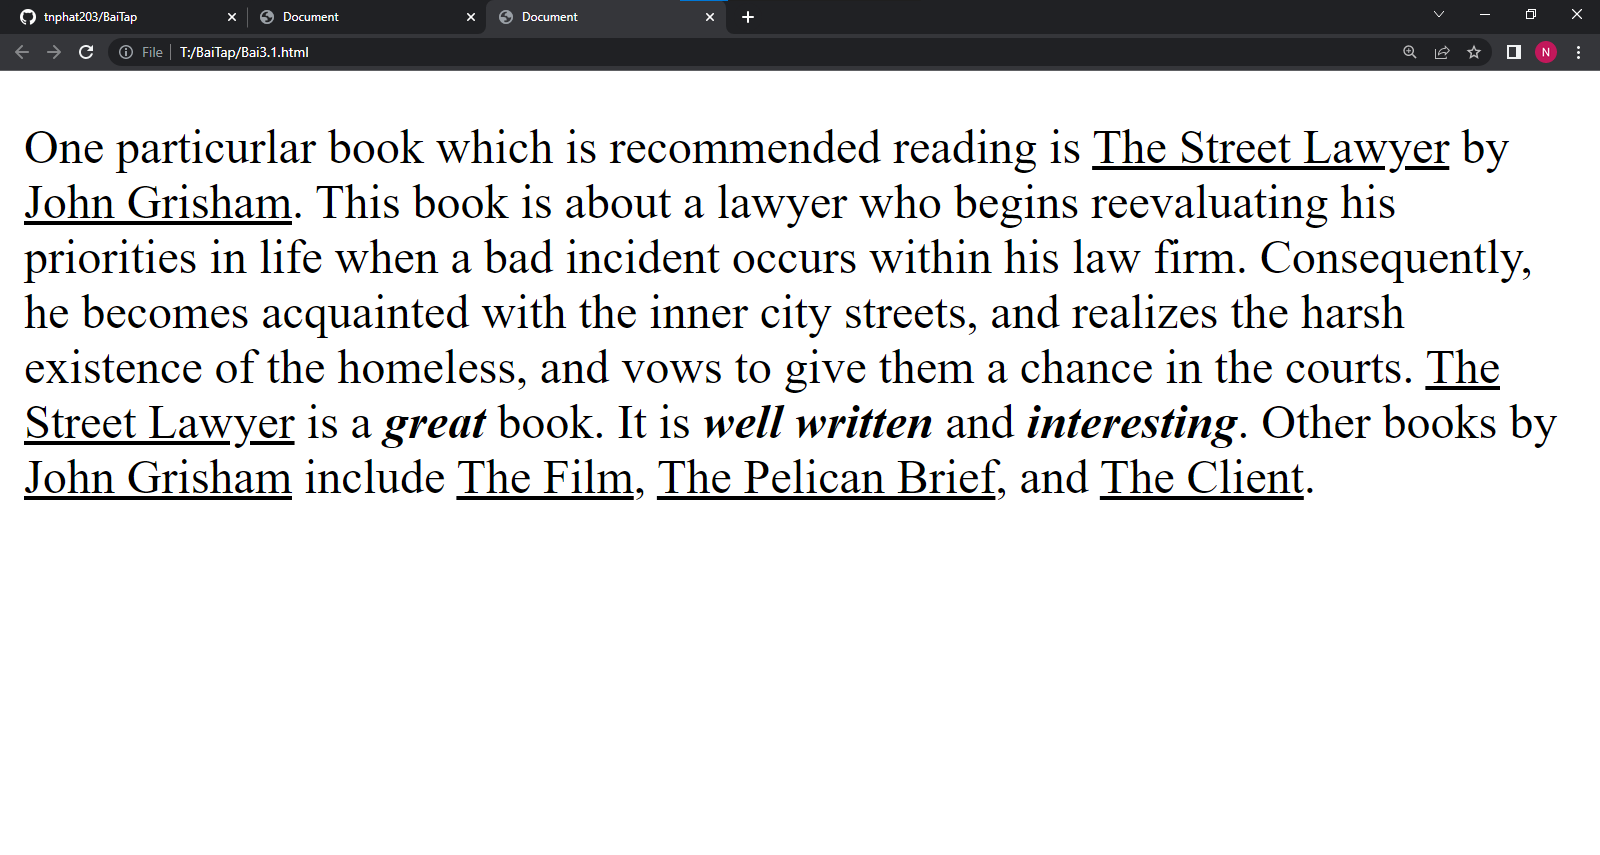 tnphat203/BaiTap
Document
Document
File
T:/BaiTap/Bai3.1.html
N
One particurlar book which is recommended reading is The Street Lawyer by
John Grisham. This book is about a lawyer who begins reevaluating his
priorities in life when a bad incident occurs within his law firm. Consequently,
he becomes acquainted with the inner city streets, and realizes the harsh
existence of the homeless, and vows to give them a chance in the courts. The
Street Lawyer is a great book. It is well written and interesting. Other books by
John Grisham include The Film, The Pelican Brief, and The Client.